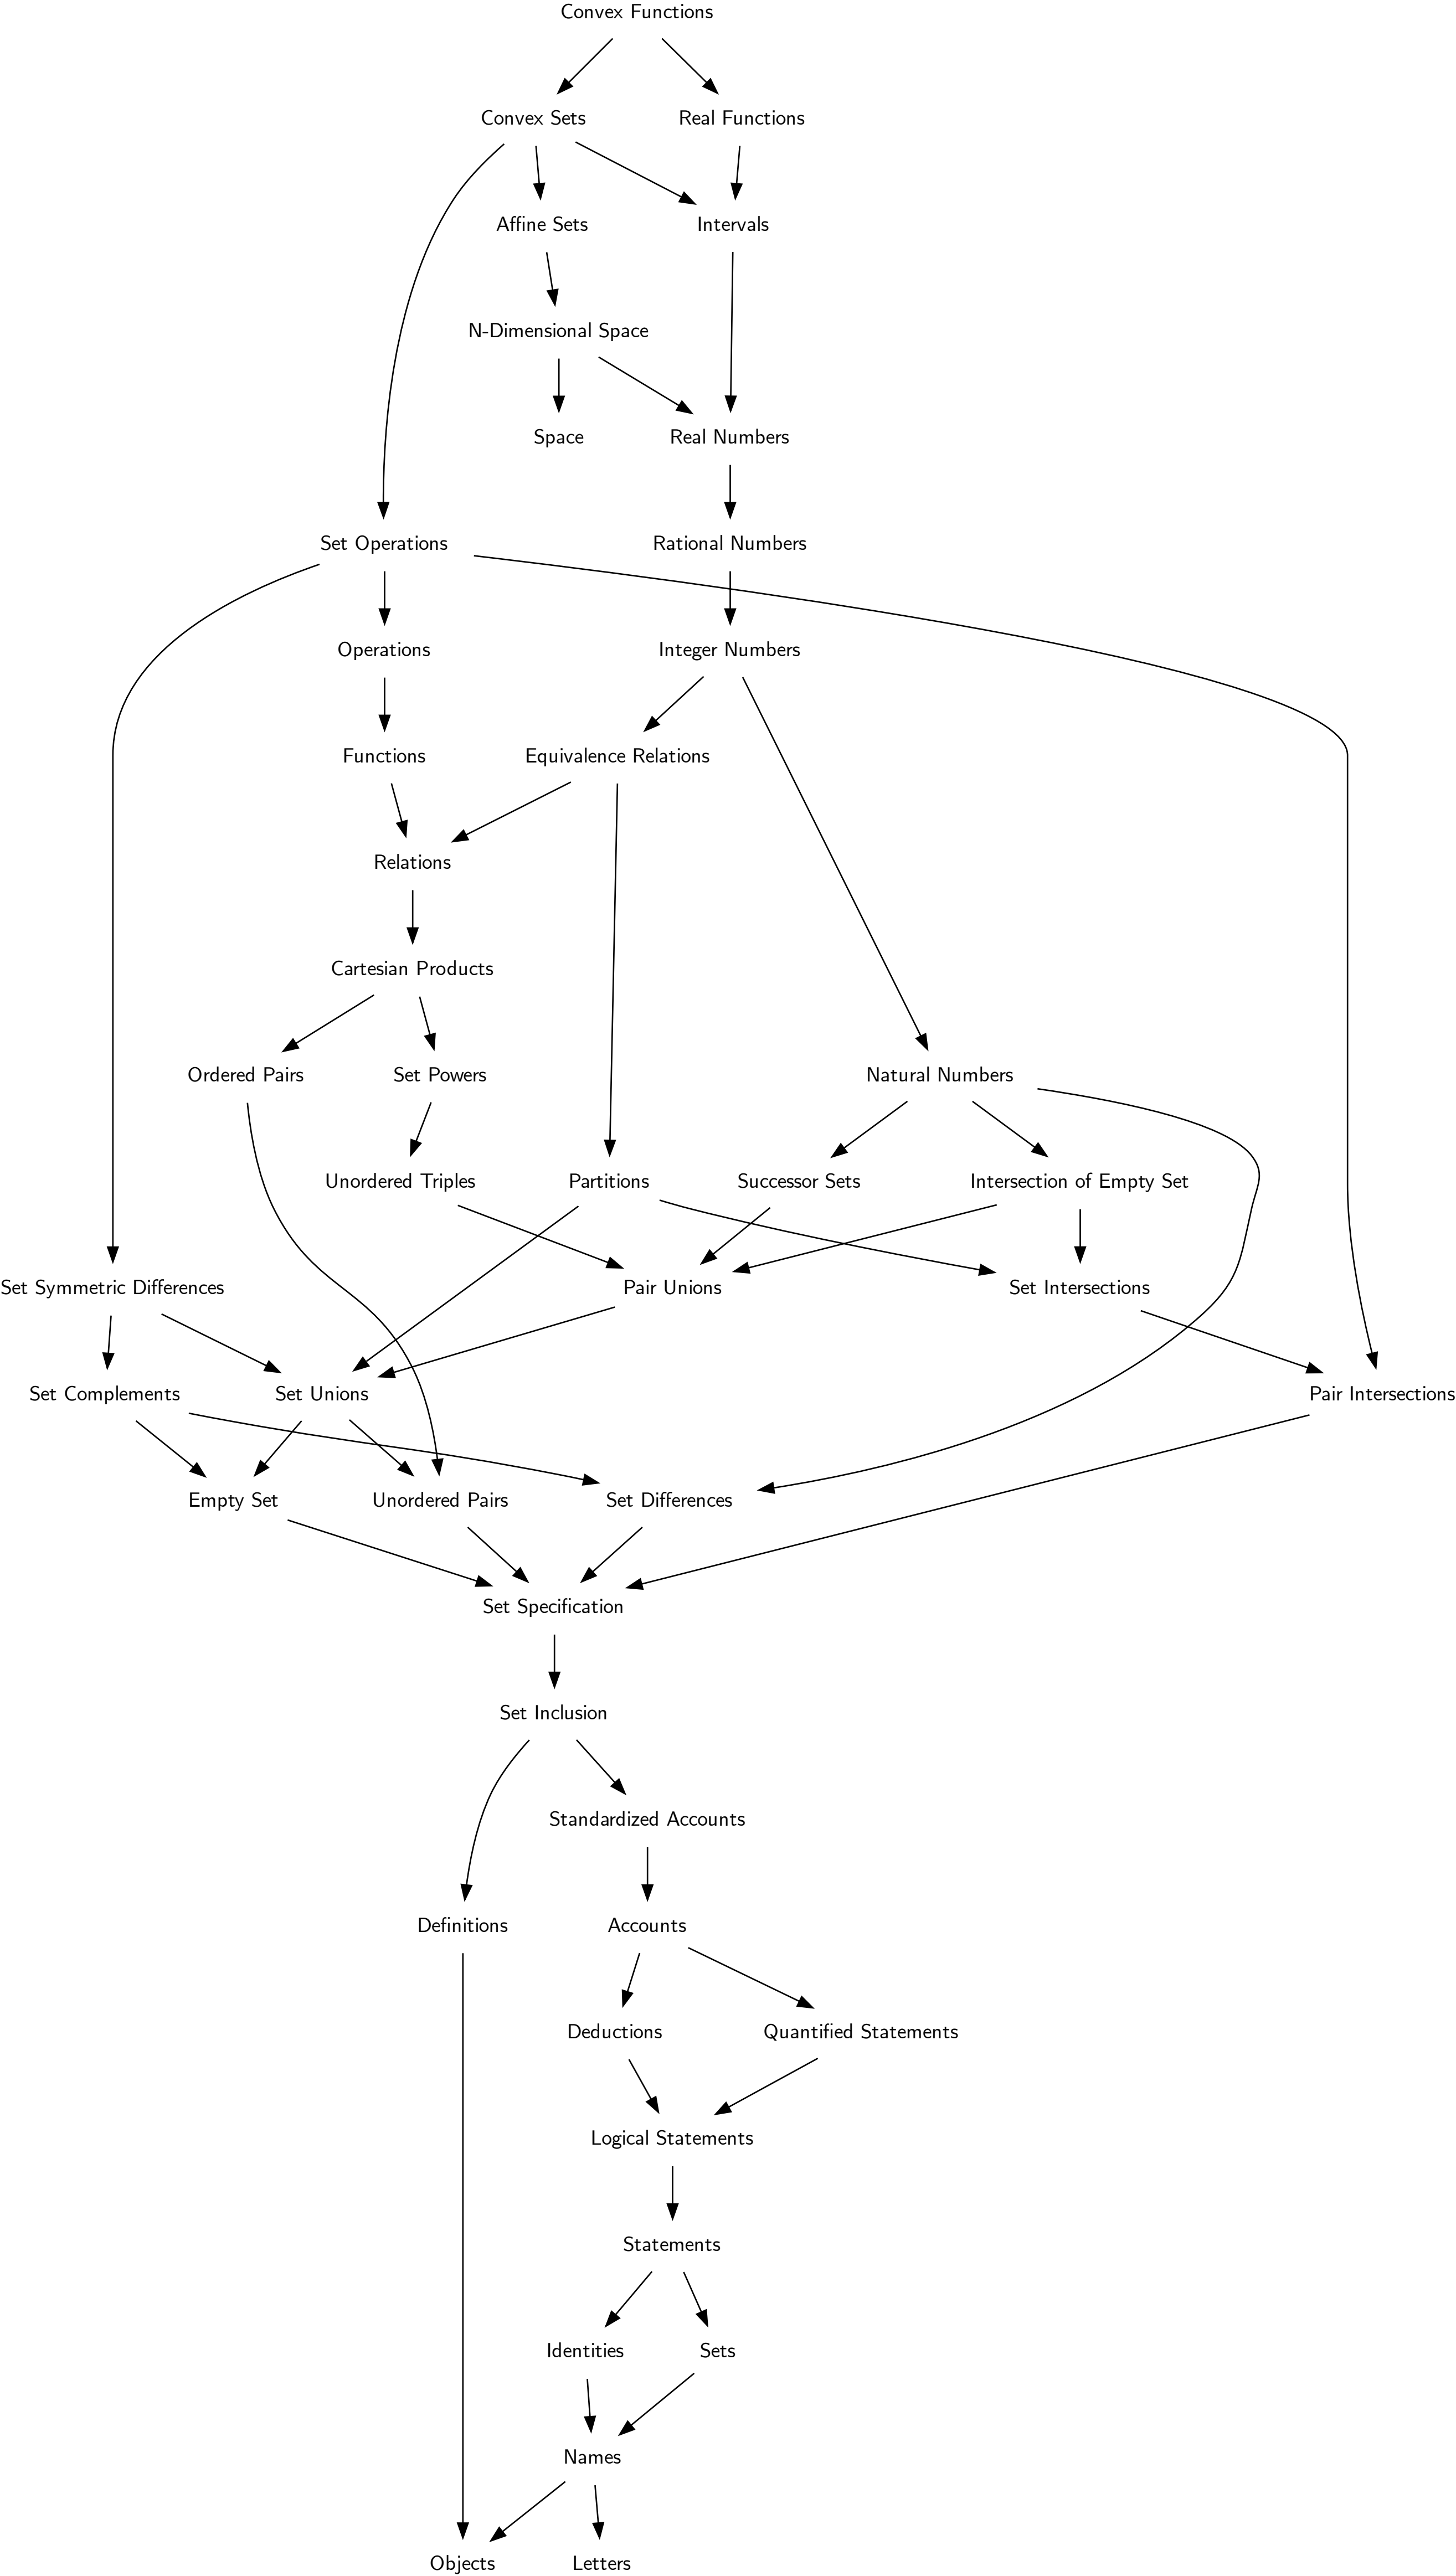 Convex Functions
Convex Sets
Real Functions
Affine Sets
Intervals
N-Dimensional Space
Space
Real Numbers
Set Operations
Rational Numbers
Operations
Integer Numbers
Functions
Equivalence Relations
Relations
Cartesian Products
Ordered Pairs
Set Powers
Natural Numbers
Unordered Triples
Partitions
Successor Sets
Intersection of Empty Set
Set Symmetric Differences
Pair Unions
Set Intersections
Set Complements
Set Unions
Pair Intersections
Empty Set
Unordered Pairs
Set Differences
Set Specification
Set Inclusion
Standardized Accounts
Definitions
Accounts
Deductions
Quantified Statements
Logical Statements
Statements
Identities
Sets
Names
Objects
Letters